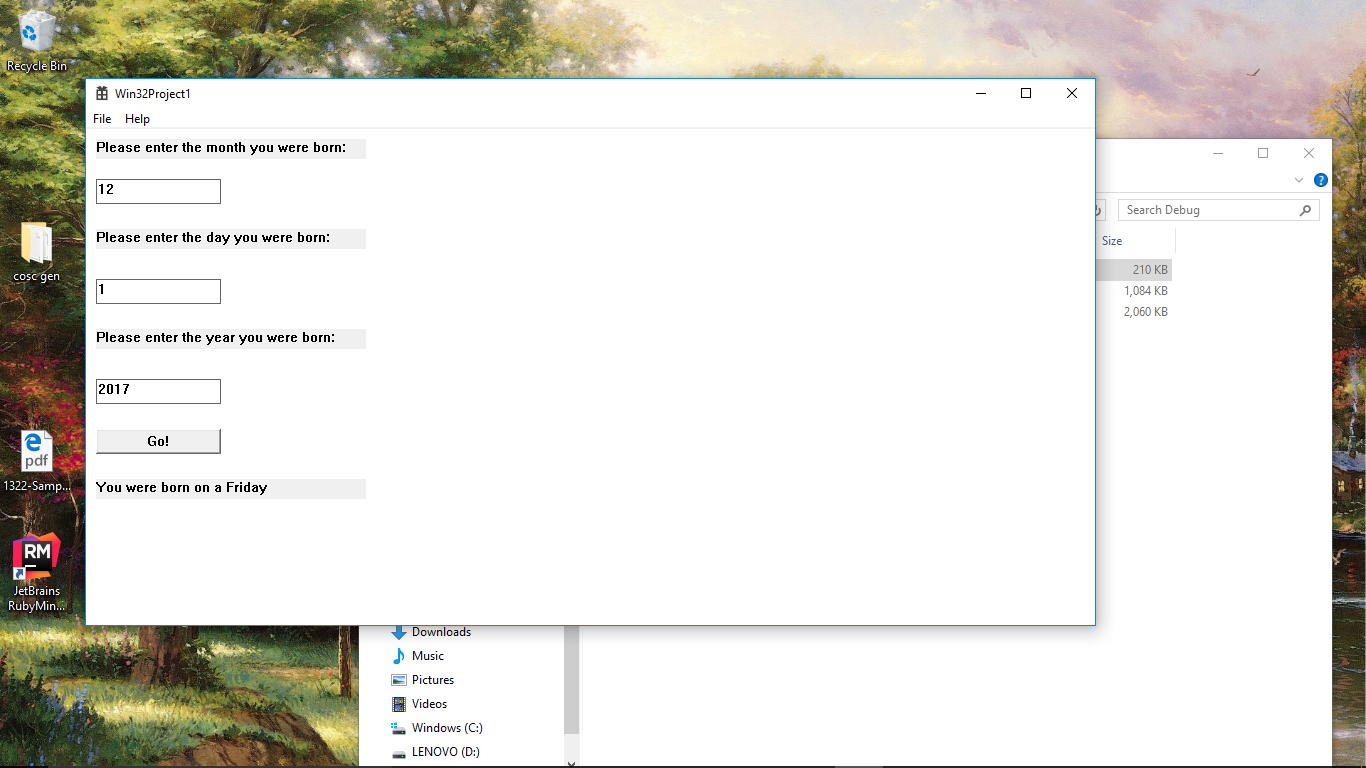 Recycle Bin
cosc gen
pdf
1322-Samp...
RM
JetBrains
RubyMin...
Win32Project1
File Help
Please enter the month you were born:
12
Please enter the day you were born:
1
Please enter the year you were born:
2017
Go!
You were born on a Friday
Search Debug
Size
210 KB
1,084 KB
2,060 KB
Downloads
Music
Pictures
Videos
Windows (C:)
LENOVO (D:)